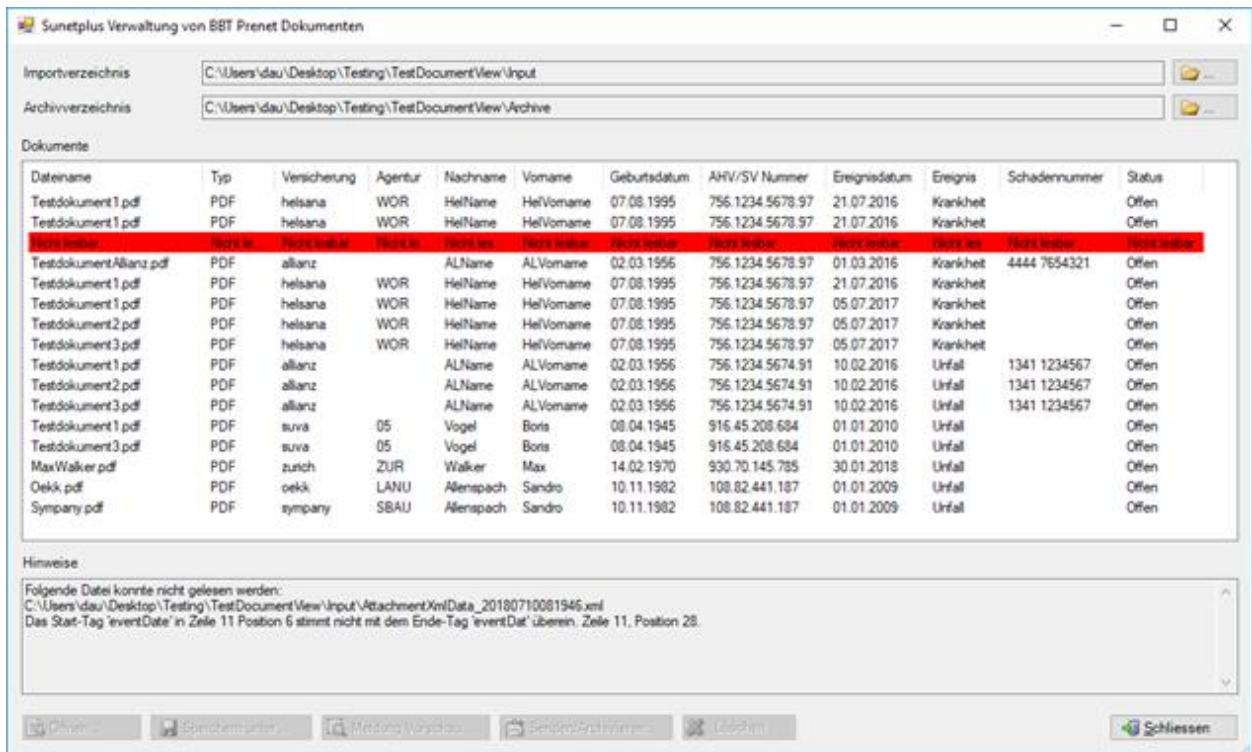 Sunetplus Verwaltung von BBT Prenet Dokumenten
Importverzeichnis C:\Users\dau\Desktop\Testing\TestDocumentView\Input ...
Archivverzeichnis C:\Users\dau\Desktop\Testing\TestDocumentView\Archive ...
Dokumente
Dateiname Typ Versicherung Agentur Nachname Vorname Geburtsdatum AHV/SV Nummer Ereignisdatum Ereignis Schadennummer Status
Testdokument1.pdf PDF helsana WOR HelName HelVorname 07.08.1995 756.1234.5678.97 21.07.2016 Krankheit Offen
Testdokument1.pdf PDF helsana WOR HelName HelVorname 07.08.1995 756.1234.5678.97 21.07.2016 Krankheit Offen
Nicht lesbar Nicht le... Nicht lesbar Nicht le... Nicht les Nicht lesbar Nicht lesbar Nicht lesbar Nicht lesbar Nicht les Nicht lesbar Nicht lesbar
TestdokumentAllianz.pdf PDF allianz ALName ALVorname 02.03.1956 756.1234.5678.97 01.03.2016 Krankheit 4444 7654321 Offen
Testdokument1.pdf PDF helsana WOR HelName HelVorname 07.08.1995 756.1234.5678.97 21.07.2016 Krankheit Offen
Testdokument1.pdf PDF helsana WOR HelName HelVorname 07.08.1995 756.1234.5678.97 05.07.2017 Krankheit Offen
Testdokument2.pdf PDF helsana WOR HelName HelVorname 07.08.1995 756.1234.5678.97 05.07.2017 Krankheit Offen
Testdokument3.pdf PDF helsana WOR HelName HelVorname 07.08.1995 756.1234.5678.97 05.07.2017 Krankheit Offen
Testdokument1.pdf PDF allianz ALName ALVorname 02.03.1956 756.1234.5674.91 10.02.2016 Unfall 1341 1234567 Offen
Testdokument2.pdf PDF allianz ALName ALVorname 02.03.1956 756.1234.5674.91 10.02.2016 Unfall 1341 1234567 Offen
Testdokument3.pdf PDF allianz ALName ALVorname 02.03.1956 756.1234.5674.91 10.02.2016 Unfall 1341 1234567 Offen
Testdokument1.pdf PDF suva 05 Vogel Boris 08.04.1945 916.45.208.684 01.01.2010 Unfall Offen
Testdokument3.pdf PDF suva 05 Vogel Boris 08.04.1945 916.45.208.684 01.01.2010 Unfall Offen
MaxWalker.pdf PDF zurich ZUR Walker Max 14.02.1970 930.70.145.785 30.01.2018 Unfall Offen
Oekk.pdf PDF oekk LANU Allenspach Sandro 10.11.1982 108.82.441.187 01.01.2009 Unfall Offen
Sympany.pdf PDF sympany SBAU Allenspach Sandro 10.11.1982 108.82.441.187 01.01.2009 Unfall Offen
Hinweise
Folgende Datei konnte nicht gelesen werden:
C:\Users\dau\Desktop\Testing\TestDocumentView\Input\AttachmentXmlData_20180710081946.xml
Das Start-Tag 'eventDate' in Zeile 11 Position 6 stimmt nicht mit dem Ende-Tag 'eventDat' überein. Zeile 11, Position 28.
Öffnen... Speichern unter... Löschen Schliessen